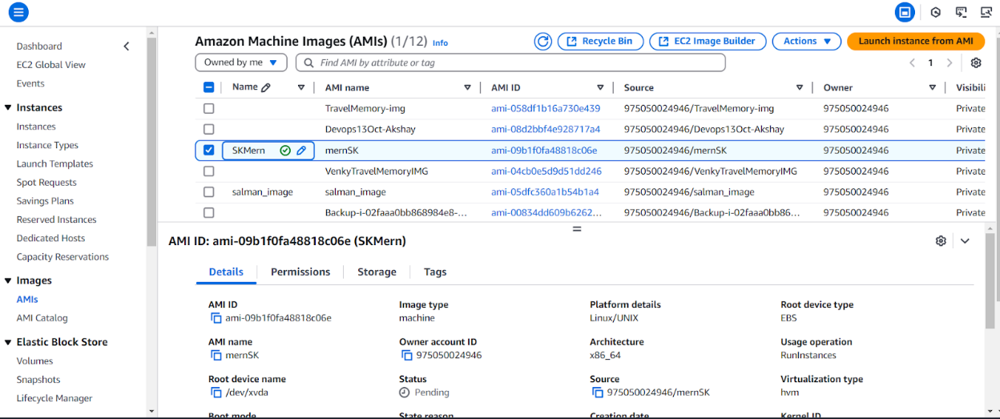 Amazon Machine Images (AMIs) (1/12) Info
Recycle Bin
EC2 Image Builder
Actions
Launch instance from AMI
Owned by me
Find AMI by attribute or tag
1
Name AMI name AMI ID Source Owner Visibili
TravelMemory-img ami-058df1b16a730e439 975050024946/TravelMemory-img 975050024946 Private
Devops13Oct-Akshay ami-08d2bbf4e928717a4 975050024946/Devops13Oct-Akshay 975050024946 Private
SKMern mernSK ami-09b1f0fa48818c06e 975050024946/mernSK 975050024946 Private
VenkyTravelMemoryIMG ami-04cb0e5d9d51dd246 975050024946/VenkyTravelMemoryIMG 975050024946 Private
salman_image salman_image ami-05dfc360a1b54b1a4 975050024946/salman_image 975050024946 Private
Backup-i-02faaa0bb868984e8-... ami-00834dd609b6262... 975050024946/Backup-i-02faaa0bb86... 975050024946 Private
Dashboard
EC2 Global View
Events
Instances
Instances
Instance Types
Launch Templates
Spot Requests
Savings Plans
Reserved Instances
Dedicated Hosts
Capacity Reservations
Images
AMIs
AMI Catalog
Elastic Block Store
Volumes
Snapshots
Lifecycle Manager
AMI ID: ami-09b1f0fa48818c06e (SKMern)
Details Permissions Storage Tags
AMI ID Image type Platform details Root device type
ami-09b1f0fa48818c06e machine Linux/UNIX EBS
AMI name Owner account ID Architecture Usage operation
mernSK 975050024946 x86_64 RunInstances
Root device name Status Source Virtualization type
/dev/xvda Pending 975050024946/mernSK hvm
Boot mode State reason Creation date Kernel ID